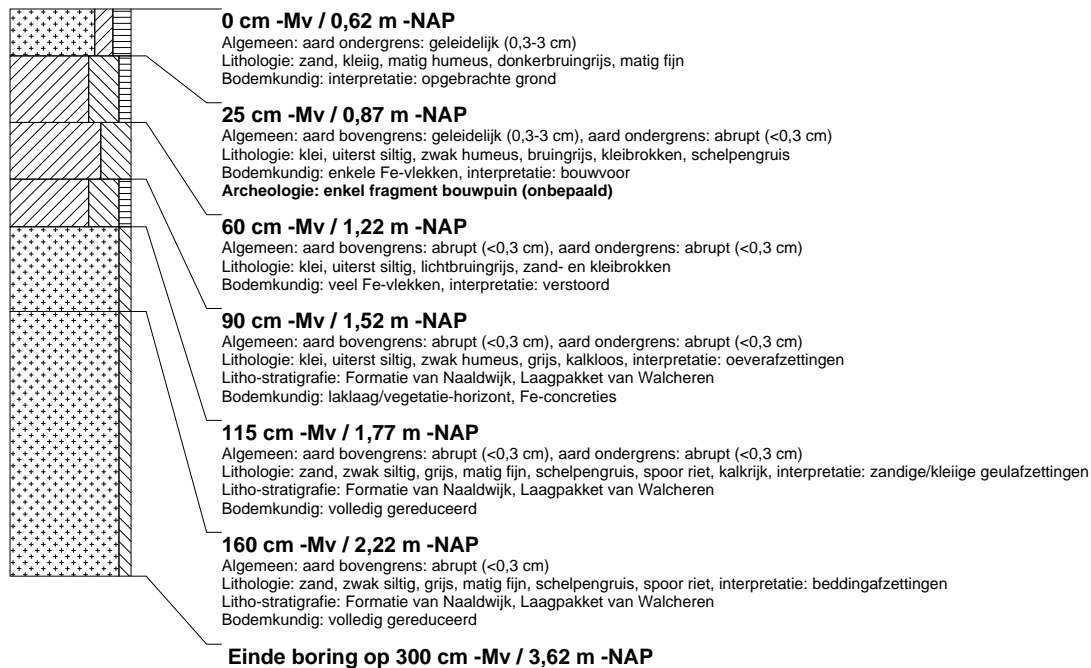 0 cm -Mv / 0,62 m -NAP
Algemeen: aard ondergrens: geleidelijk (0,3-3 cm)
Lithologie: zand, kleiig, matig humeus, donkerbruingrijs, matig fijn
Bodemkundig: interpretatie: opgebrachte grond
25 cm -Mv / 0,87 m -NAP
Algemeen: aard bovengrens: geleidelijk (0,3-3 cm), aard ondergrens: abrupt (<0,3 cm)
Lithologie: klei, uiterst siltig, zwak humeus, bruingrijs, kleibrokken, schelpengruis
Bodemkundig: enkele Fe-vlekken, interpretatie: bouwvoor
Archeologie: enkel fragment bouwpuin (onbepaald)
60 cm -Mv / 1,22 m -NAP
Algemeen: aard bovengrens: abrupt (<0,3 cm), aard ondergrens: abrupt (<0,3 cm)
Lithologie: klei, uiterst siltig, lichtbruingrijs, zand- en kleibrokken
Bodemkundig: veel Fe-vlekken, interpretatie: verstoord
90 cm -Mv / 1,52 m -NAP
Algemeen: aard bovengrens: abrupt (<0,3 cm), aard ondergrens: abrupt (<0,3 cm)
Lithologie: klei, uiterst siltig, zwak humeus, grijs, kalkloos, interpretatie: oeverafzettingen
Litho-stratigrafie: Formatie van Naaldwijk, Laagpakket van Walcheren
Bodemkundig: laklaag/vegetatie-horizont, Fe-concreties
115 cm -Mv / 1,77 m -NAP
Algemeen: aard bovengrens: abrupt (<0,3 cm), aard ondergrens: abrupt (<0,3 cm)
Lithologie: zand, zwak siltig, grijs, matig fijn, schelpengruis, spoor riet, kalkrijk, interpretatie: zandige/kleiige geulafzettingen
Litho-stratigrafie: Formatie van Naaldwijk, Laagpakket van Walcheren
Bodemkundig: volledig gereduceerd
160 cm -Mv / 2,22 m -NAP
Algemeen: aard bovengrens: abrupt (<0,3 cm)
Lithologie: zand, zwak siltig, grijs, matig fijn, schelpengruis, spoor riet, interpretatie: beddingafzettingen
Litho-stratigrafie: Formatie van Naaldwijk, Laagpakket van Walcheren
Bodemkundig: volledig gereduceerd
Einde boring op 300 cm -Mv / 3,62 m -NAP